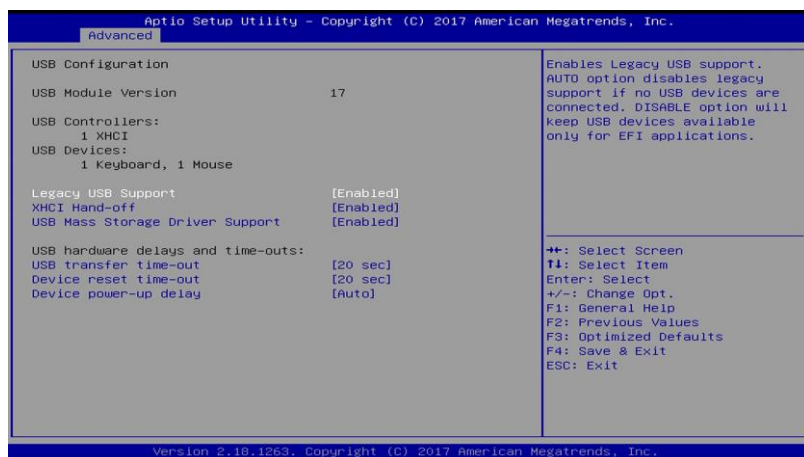 Aptio Setup Utility – Copyright (C) 2017 American Megatrends, Inc.
Advanced
USB Configuration
USB Module Version 17
USB Controllers:
1 XHCI
USB Devices:
1 Keyboard, 1 Mouse
Legacy USB Support [Enabled]
XHCI Hand-off [Enabled]
USB Mass Storage Driver Support [Enabled]
USB hardware delays and time-outs:
USB transfer time-out [20 sec]
Device reset time-out [20 sec]
Device power-up delay [Auto]
Enables Legacy USB support.
AUTO option disables legacy
support if no USB devices are
connected. DISABLE option will
keep USB devices available
only for EFI applications.
→←: Select Screen
↑↓: Select Item
Enter: Select
+/-: Change Opt.
F1: General Help
F2: Previous Values
F3: Optimized Defaults
F4: Save & Exit
ESC: Exit
Version 2.18.1263. Copyright (C) 2017 American Megatrends, Inc.